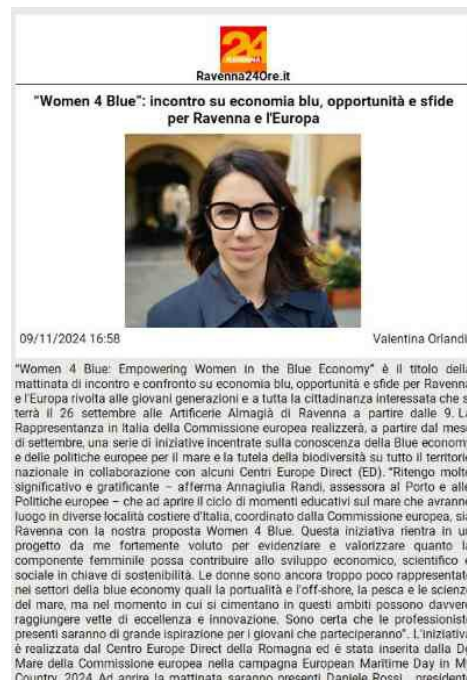 24
RAVENNA
Ravenna24Ore.it
“Women 4 Blue”: incontro su economia blu, opportunità e sfide
per Ravenna e l'Europa
09/11/2024 16:58 Valentina Orlandi
“Women 4 Blue: Empowering Women in the Blue Economy” è il titolo della
mattinata di incontro e confronto su economia blu, opportunità e sfide per Ravenna
e l'Europa rivolta alle giovani generazioni e a tutta la cittadinanza interessata che s
terrà il 26 settembre alle Artificerie Almagià di Ravenna a partire dalle 9. La
Rappresentanza in Italia della Commissione europea realizzerà, a partire dal mese
di settembre, una serie di iniziative incentrate sulla conoscenza della Blue economy
e delle politiche europee per il mare e la tutela della biodiversità su tutto il territorio
nazionale in collaborazione con alcuni Centri Europe Direct (ED). “Ritengo molto
significativo e gratificante – afferma Annagiulia Randi, assessora al Porto e alle
Politiche europee – che ad aprire il ciclo di momenti educativi sul mare che avranno
luogo in diverse località costiere d'Italia, coordinato dalla Commissione europea, sia
Ravenna con la nostra proposta Women 4 Blue. Questa iniziativa rientra in un
progetto da me fortemente voluto per evidenziare e valorizzare quanto la
componente femminile possa contribuire allo sviluppo economico, scientifico e
sociale in chiave di sostenibilità. Le donne sono ancora troppo poco rappresentate
nei settori della blue economy quali la portualità e l'off-shore, la pesca e le scienze
del mare, ma nel momento in cui si cimentano in questi ambiti possono davvero
raggiungere vette di eccellenza e innovazione. Sono certa che le professioniste
presenti saranno di grande ispirazione per i giovani che parteciperanno”. L'iniziativa
è realizzata dal Centro Europe Direct della Romagna ed è stata inserita dalla DG
Mare della Commissione europea nella campagna European Maritime Day in My
Country 2024. Ad aprire la mattinata saranno presenti Daniele Rossi, presidente